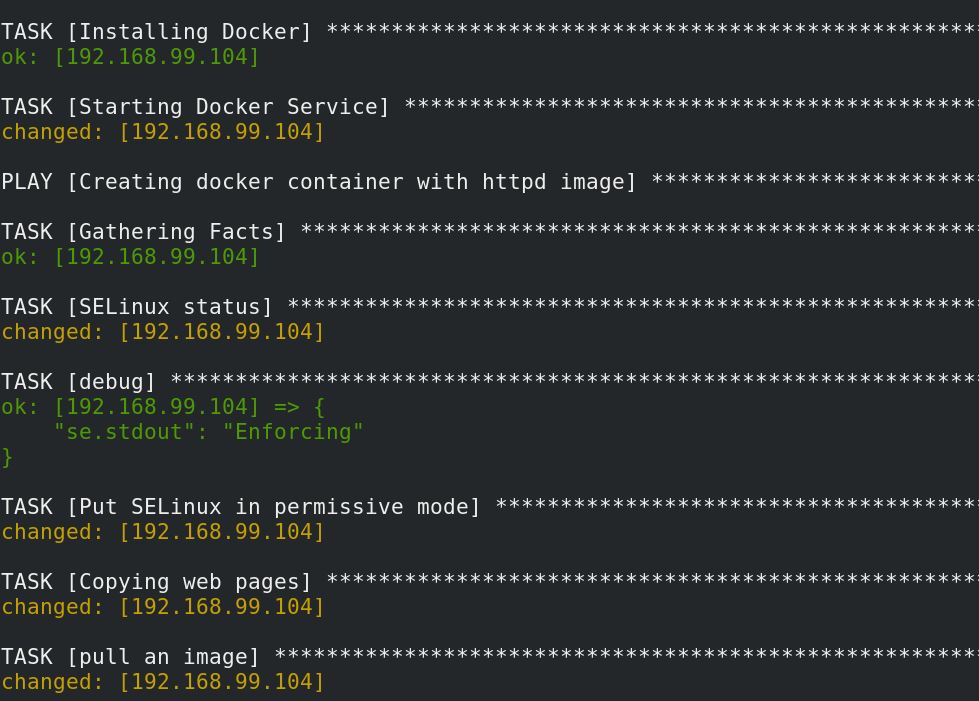 TASK [Installing Docker] **************************************************
ok: [192.168.99.104]
TASK [Starting Docker Service] ********************************************
changed: [192.168.99.104]
PLAY [Creating docker container with httpd image] *************************
TASK [Gathering Facts] ****************************************************
ok: [192.168.99.104]
TASK [SELinux status] *****************************************************
changed: [192.168.99.104]
TASK [debug] **************************************************************
ok: [192.168.99.104] => {
    "se.stdout": "Enforcing"
}
TASK [Put SELinux in permissive mode] *************************************
changed: [192.168.99.104]
TASK [Copying web pages] **************************************************
changed: [192.168.99.104]
TASK [pull an image] ******************************************************
changed: [192.168.99.104]